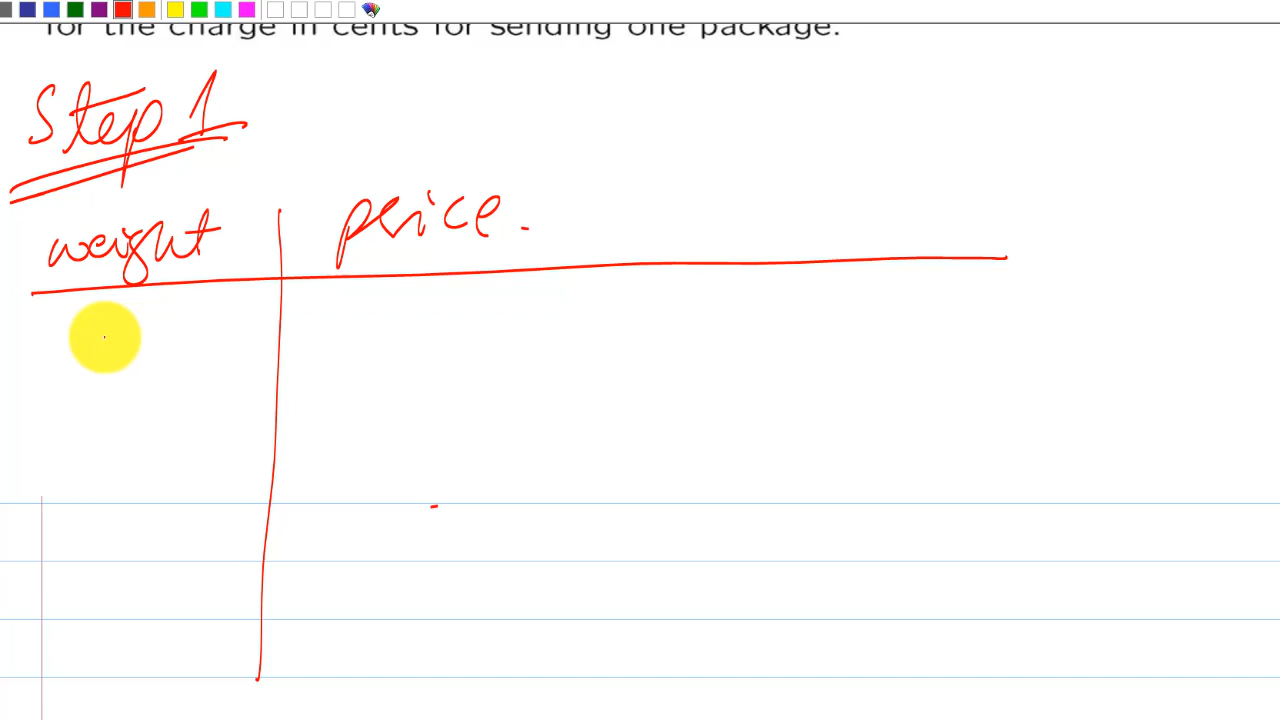 for the charge in cents for sending one package.
Step 1
weight price.